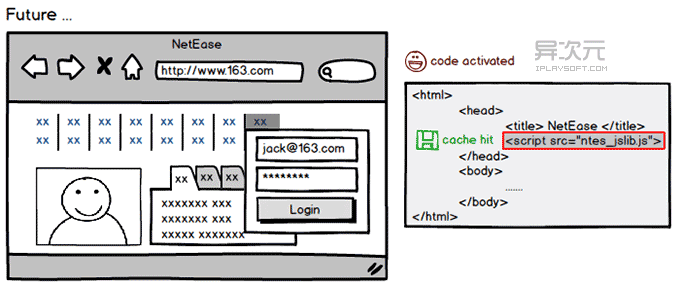 Future ...
NetEase
http://www.163.com
xx xx xx xx xx xx xx xx
xx xx xx xx xx xx xx xx
jack@163.com
********
Login
xx xx xx
xxxxxxx xxx
xxxxxx xxx
xxxxx xxxxxxx
code activated
异次元
IPLAYSOFT.COM
<html>
<head>
<title> NetEase </title>
cache hit <script src="ntes_jslib.js">
</head>
<body>
.......
</body>
</html>